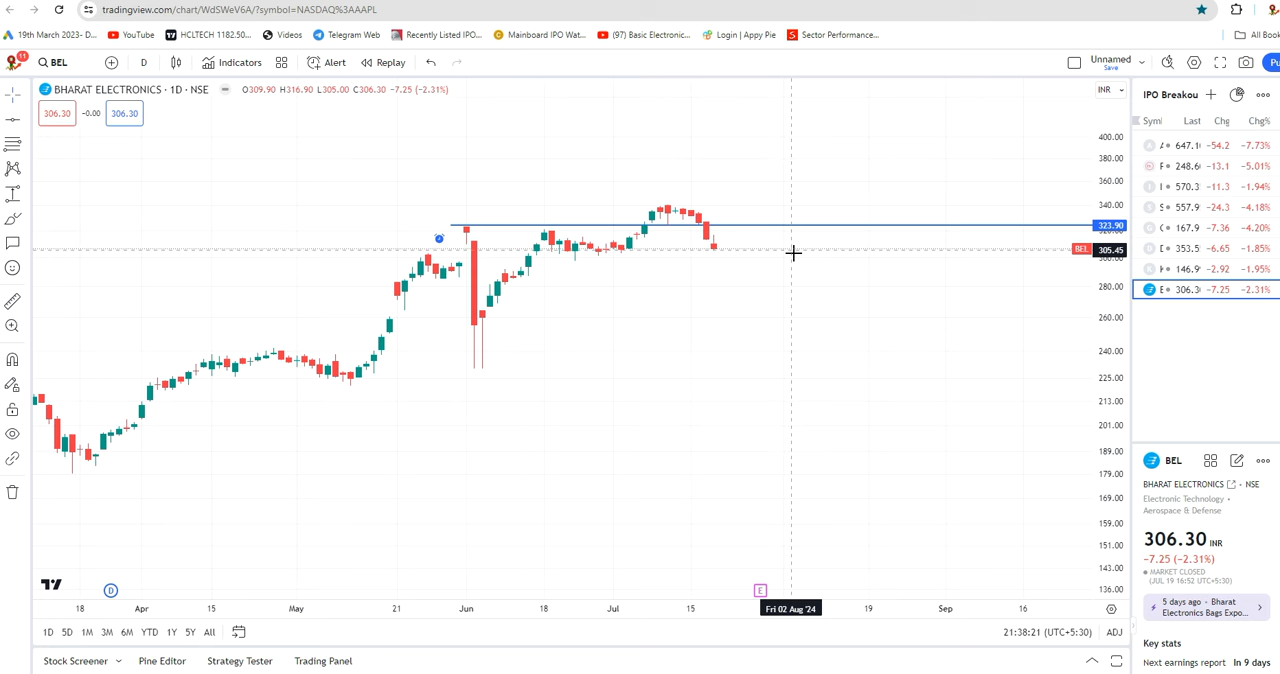 tradingview.com/chart/WdSWeV6A/?symbol=NASDAQ%3AAAPL
19th March 2023- D... YouTube HCLTECH 1182.50... Videos Telegram Web Recently Listed IPO... Mainboard IPO Wat... (97) Basic Electronic... Login | Appy Pie Sector Performance... All Book
11 BEL D Indicators Alert Replay Unnamed Save Pu
BHARAT ELECTRONICS · 1D · NSE O309.90 H316.90 L305.00 C306.30 −7.25 (−2.31%) INR
306.30 −0.00 306.30
IPO Breakou
Symb Last Chg Chg%
647.1 −54.2 −7.73%
248.6 −13.1 −5.01%
570.3 −11.3 −1.94%
557.9 −24.3 −4.18%
167.9 −7.36 −4.20%
353.5 −6.65 −1.85%
146.9 −2.92 −1.95%
306.3 −7.25 −2.31%
400.00
380.00
360.00
340.00
323.90
320.00
BEL 305.45
300.00
280.00
260.00
240.00
225.00
213.00
201.00
189.00
179.00
169.00
159.00
151.00
143.00
136.00
BEL
BHARAT ELECTRONICS · NSE
Electronic Technology •
Aerospace & Defense
306.30 INR
−7.25 (−2.31%)
MARKET CLOSED
(JUL 19 16:52 UTC+5:30)
5 days ago · Bharat
Electronics Bags Expo...
Key stats
Next earnings report In 9 days
D E
18 Apr 15 May 21 Jun 18 Jul 15 Fri 02 Aug '24 19 Sep 16
1D 5D 1M 3M 6M YTD 1Y 5Y All 21:38:21 (UTC+5:30) ADJ
Stock Screener Pine Editor Strategy Tester Trading Panel